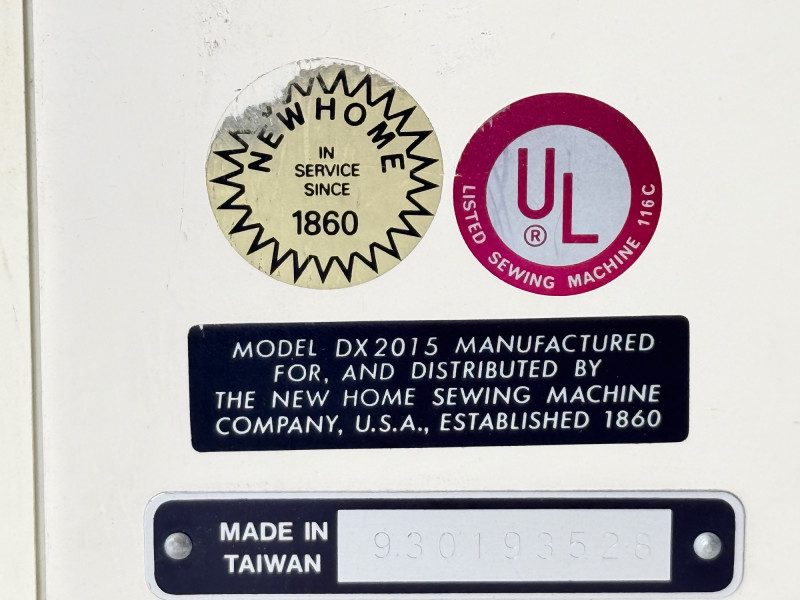 NEW HOME
IN
SERVICE
SINCE
1860
UL
®
LISTED SEWING MACHINE 116C
MODEL DX2015 MANUFACTURED
FOR, AND DISTRIBUTED BY
THE NEW HOME SEWING MACHINE
COMPANY, U.S.A., ESTABLISHED 1860
MADE IN
TAIWAN
930193526